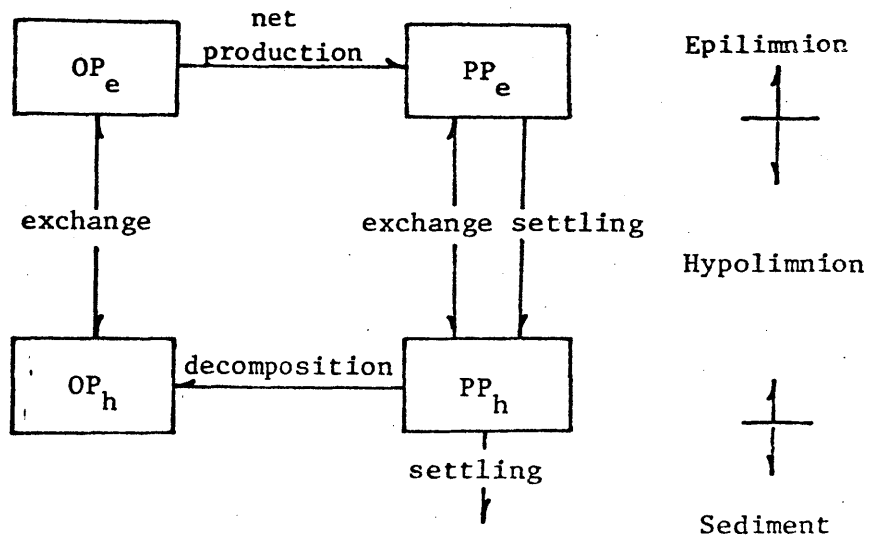 net
production
OPe
PPe
Epilimnion
exchange
exchange
settling
Hypolimnion
OPh
decomposition
PPh
settling
Sediment